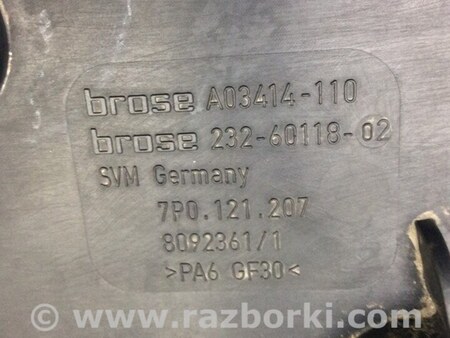 brose A03414-110
brose 232-60118-02
SVM Germany
7P0.121.207
8092361/1
>PA6 GF30<
© www.razborki.com